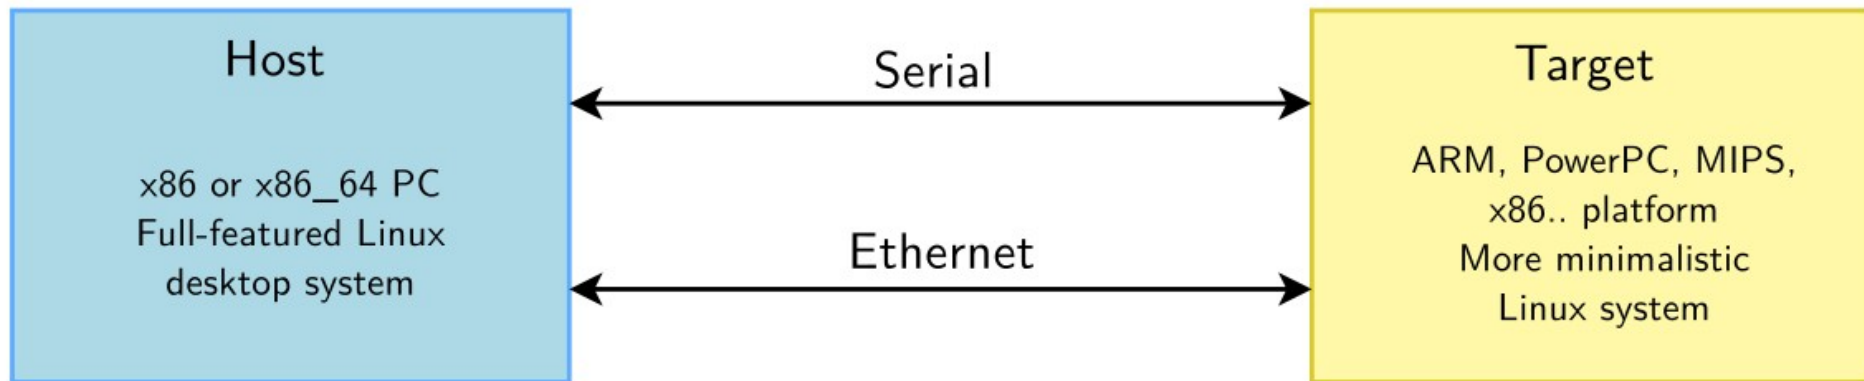 Host
x86 or x86_64 PC
Full-featured Linux
desktop system
Serial
Ethernet
Target
ARM, PowerPC, MIPS,
x86.. platform
More minimalistic
Linux system